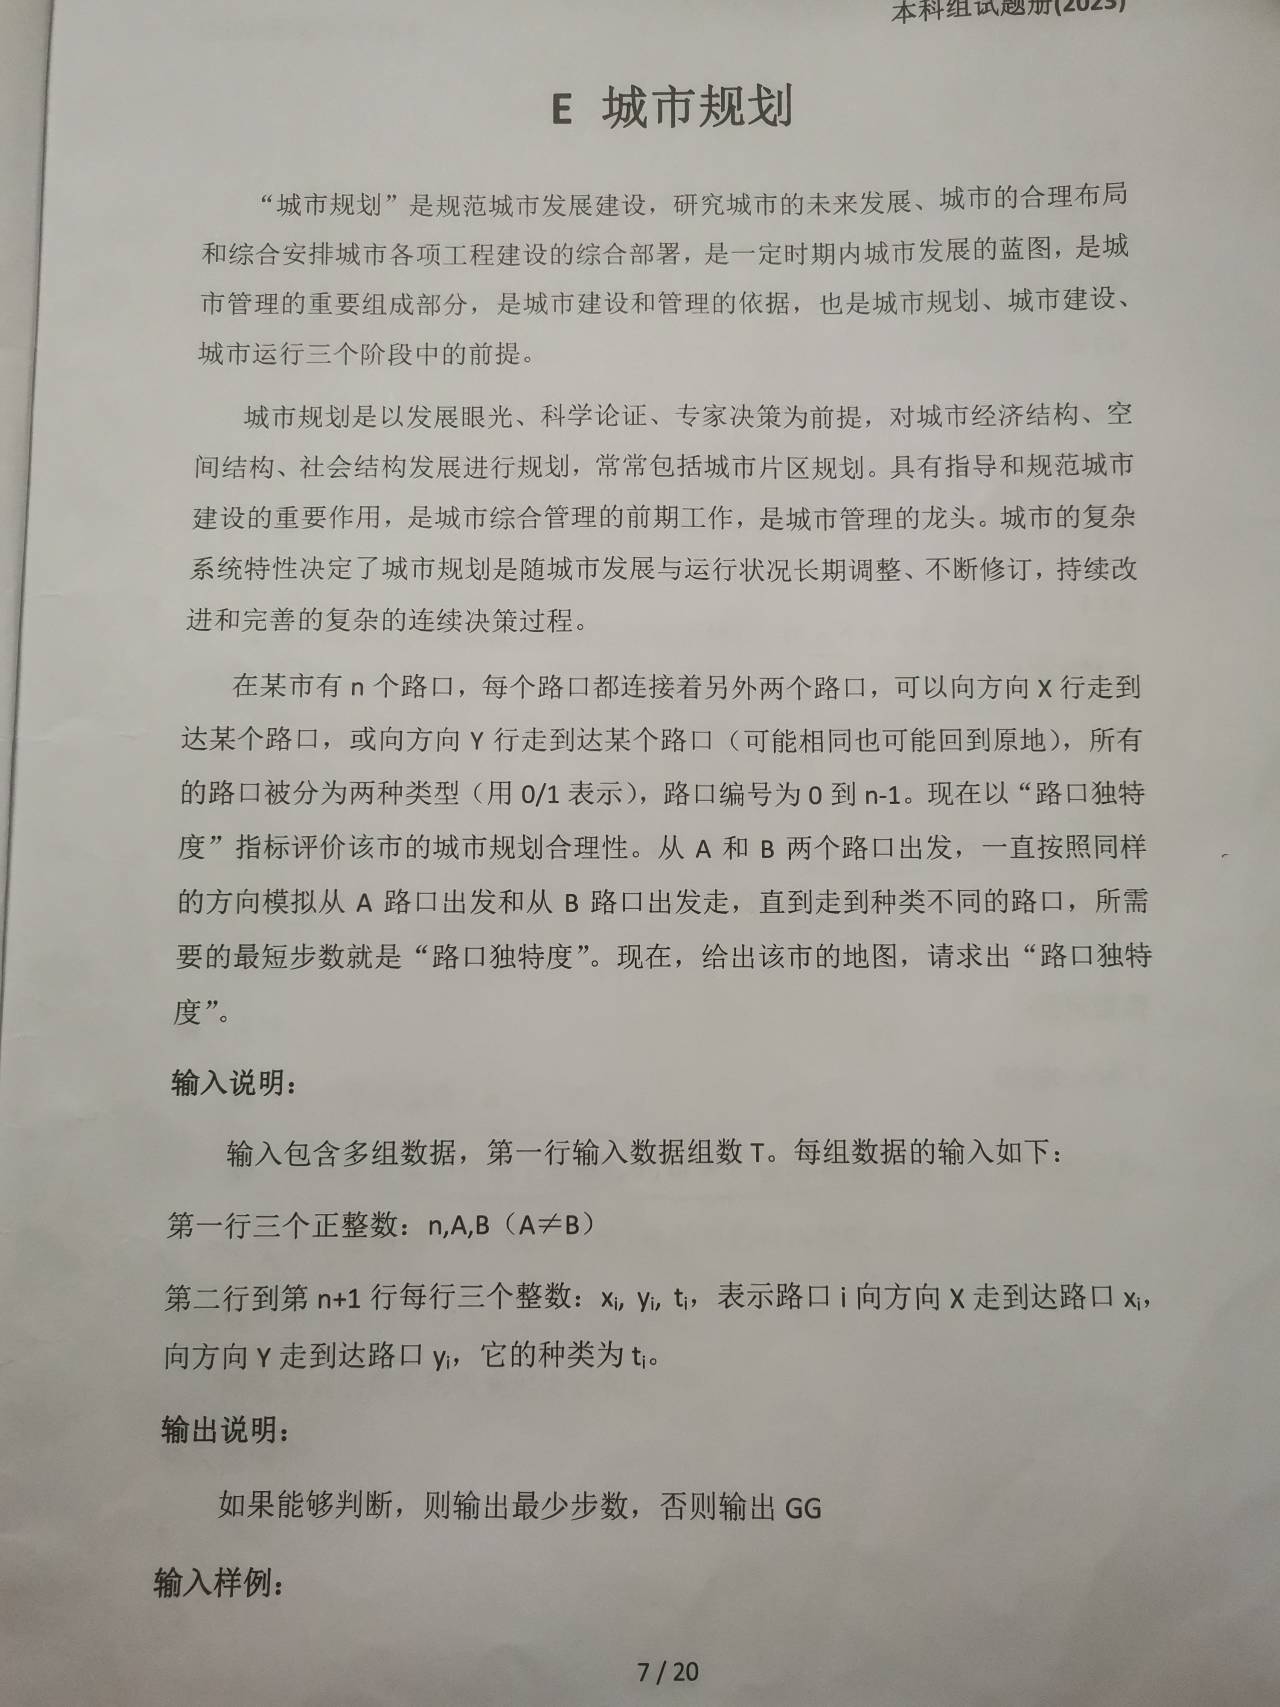 本科组试题册(2023)
E 城市规划
“城市规划”是规范城市发展建设，研究城市的未来发展、城市的合理布局
和综合安排城市各项工程建设的综合部署，是一定时期内城市发展的蓝图，是城
市管理的重要组成部分，是城市建设和管理的依据，也是城市规划、城市建设、
城市运行三个阶段中的前提。
城市规划是以发展眼光、科学论证、专家决策为前提，对城市经济结构、空
间结构、社会结构发展进行规划，常常包括城市片区规划。具有指导和规范城市
建设的重要作用，是城市综合管理的前期工作，是城市管理的龙头。城市的复杂
系统特性决定了城市规划是随城市发展与运行状况长期调整、不断修订，持续改
进和完善的复杂的连续决策过程。
在某市有 n 个路口，每个路口都连接着另外两个路口，可以向方向 X 行走到
达某个路口，或向方向 Y 行走到达某个路口（可能相同也可能回到原地），所有
的路口被分为两种类型（用 0/1 表示），路口编号为 0 到 n-1。现在以“路口独特
度”指标评价该市的城市规划合理性。从 A 和 B 两个路口出发，一直按照同样
的方向模拟从 A 路口出发和从 B 路口出发走，直到走到种类不同的路口，所需
要的最短步数就是“路口独特度”。现在，给出该市的地图，请求出“路口独特
度”。
输入说明：
输入包含多组数据，第一行输入数据组数 T。每组数据的输入如下：
第一行三个正整数：n,A,B（A≠B）
第二行到第 n+1 行每行三个整数：xi, yi, ti，表示路口 i 向方向 X 走到达路口 xi，
向方向 Y 走到达路口 yi，它的种类为 ti。
输出说明：
如果能够判断，则输出最少步数，否则输出 GG
输入样例：
7 / 20